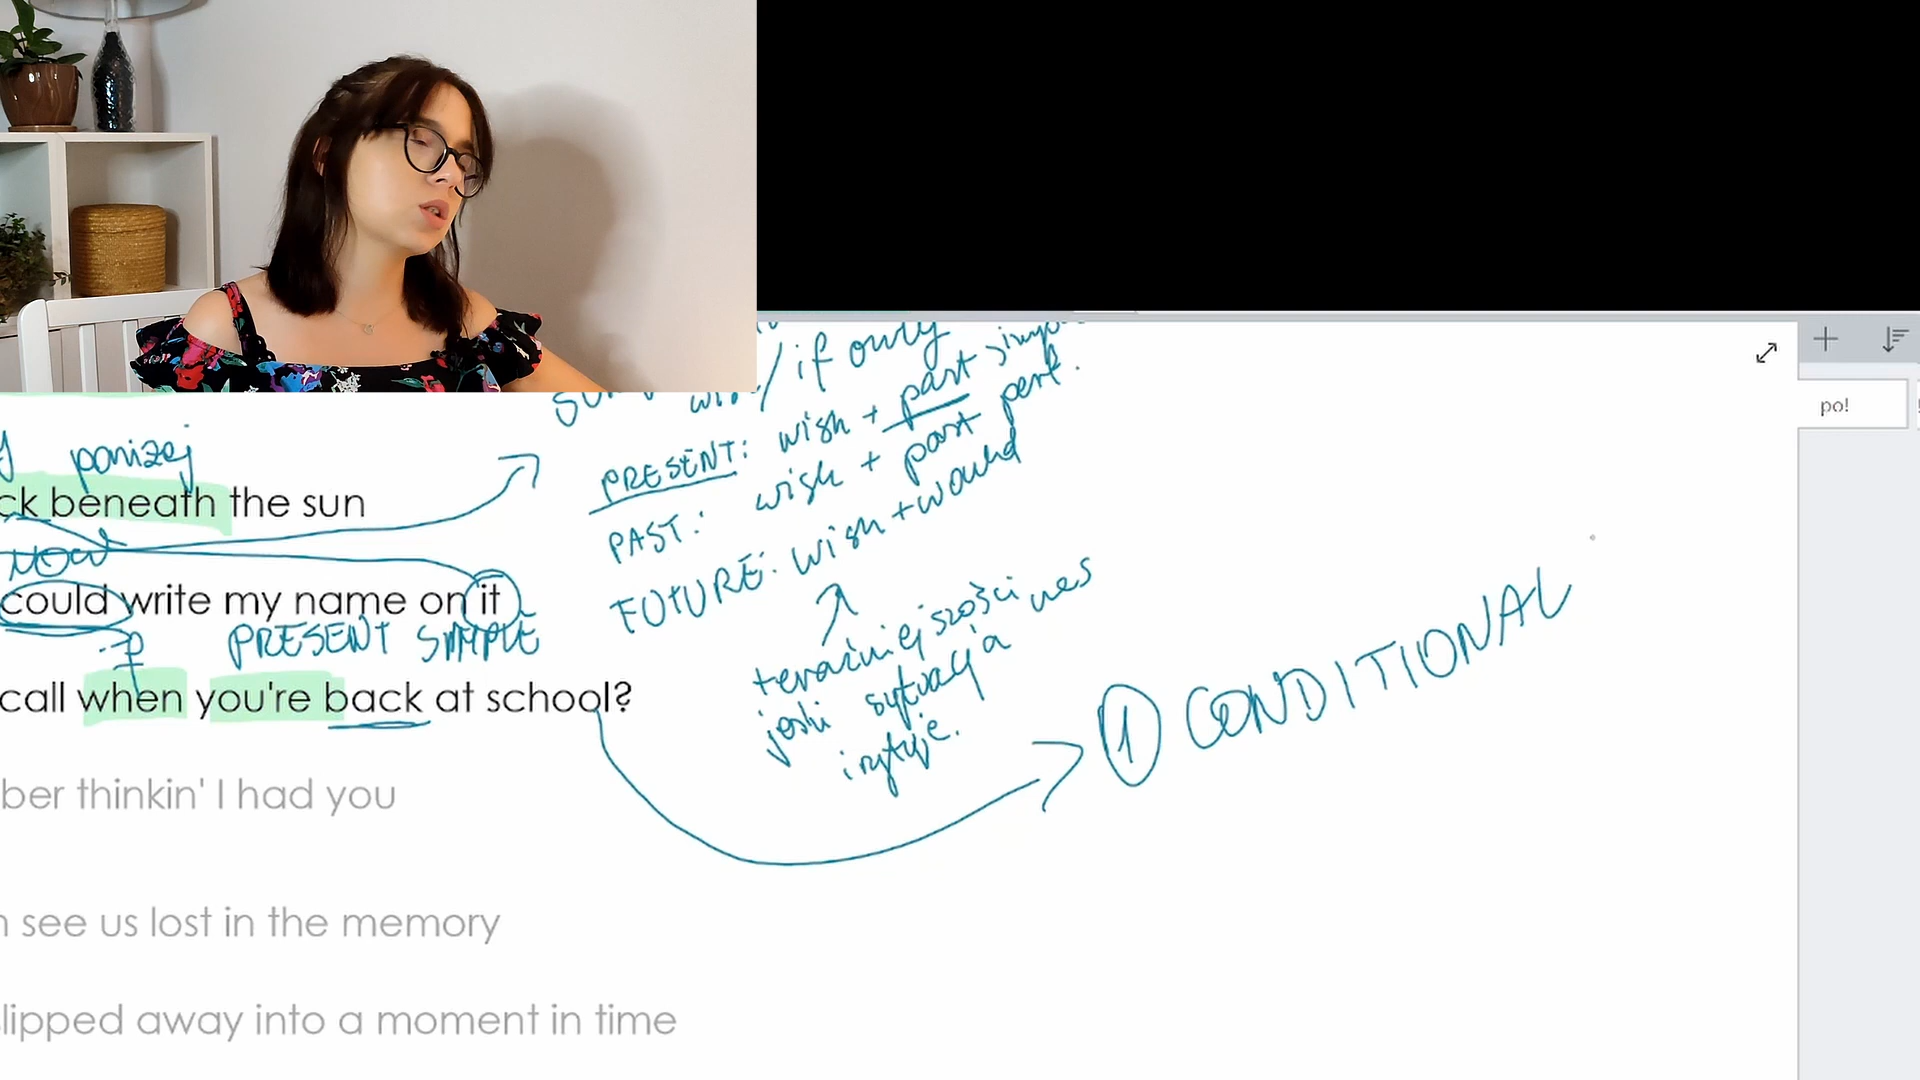 if only
wish + past
PRESENT: wish + past perf.
PAST: wish + would
FUTURE:
teraźniejszości nas
jeśli sytuacja
irytuje.
poniżej
ck beneath the sun
NOW
could write my name on it
PRESENT SIMPLE
call when you're back at school?
① CONDITIONAL
ber thinkin' I had you
see us lost in the memory
lipped away into a moment in time
po!